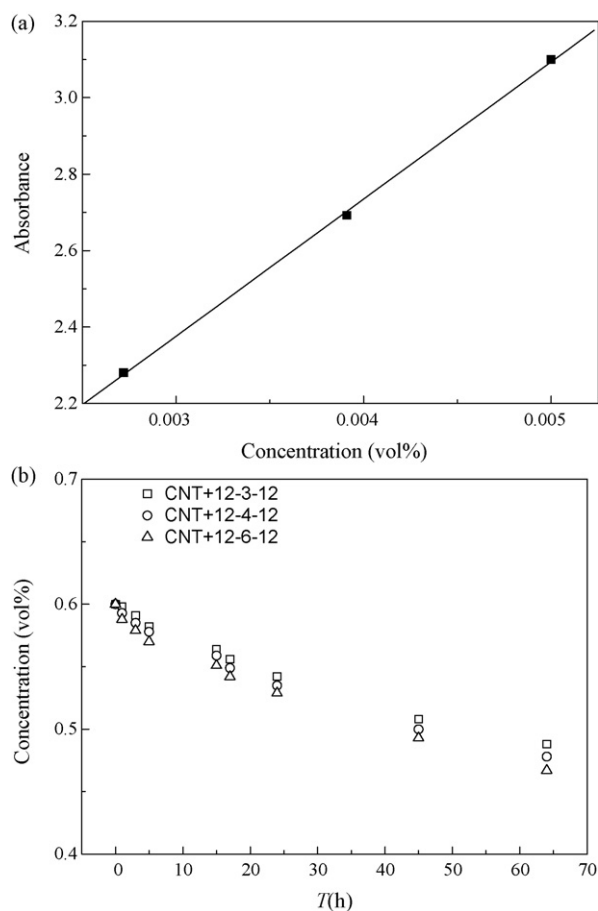 (a)
3.2
3.0
2.8
2.6
2.4
2.2
Absorbance
0.003
0.004
0.005
Concentration (vol%)
(b)
0.7
0.6
0.5
0.4
Concentration (vol%)
CNT+12-3-12
CNT+12-4-12
CNT+12-6-12
0
10
20
30
40
50
60
70
T(h)